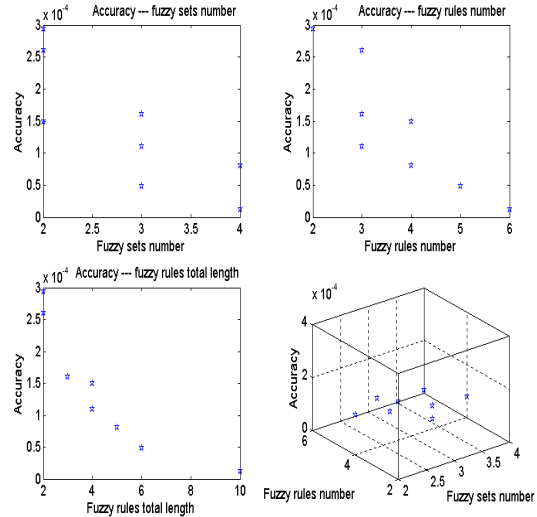 Accuracy --- fuzzy sets number
x 10-4
3
2.5
2
1.5
1
0.5
0
Accuracy
2 2.5 3 3.5 4
Fuzzy sets number
Accuracy --- fuzzy rules number
x 10-4
3
2.5
2
1.5
1
0.5
0
Accuracy
2 3 4 5 6
Fuzzy rules number
Accuracy --- fuzzy rules total length
x 10-4
3
2.5
2
1.5
1
0.5
0
Accuracy
2 4 6 8 10
Fuzzy rules total length
x 10-4
4
2
0
Accuracy
6
4
2
Fuzzy rules number
2
2.5
3
3.5
4
Fuzzy sets number